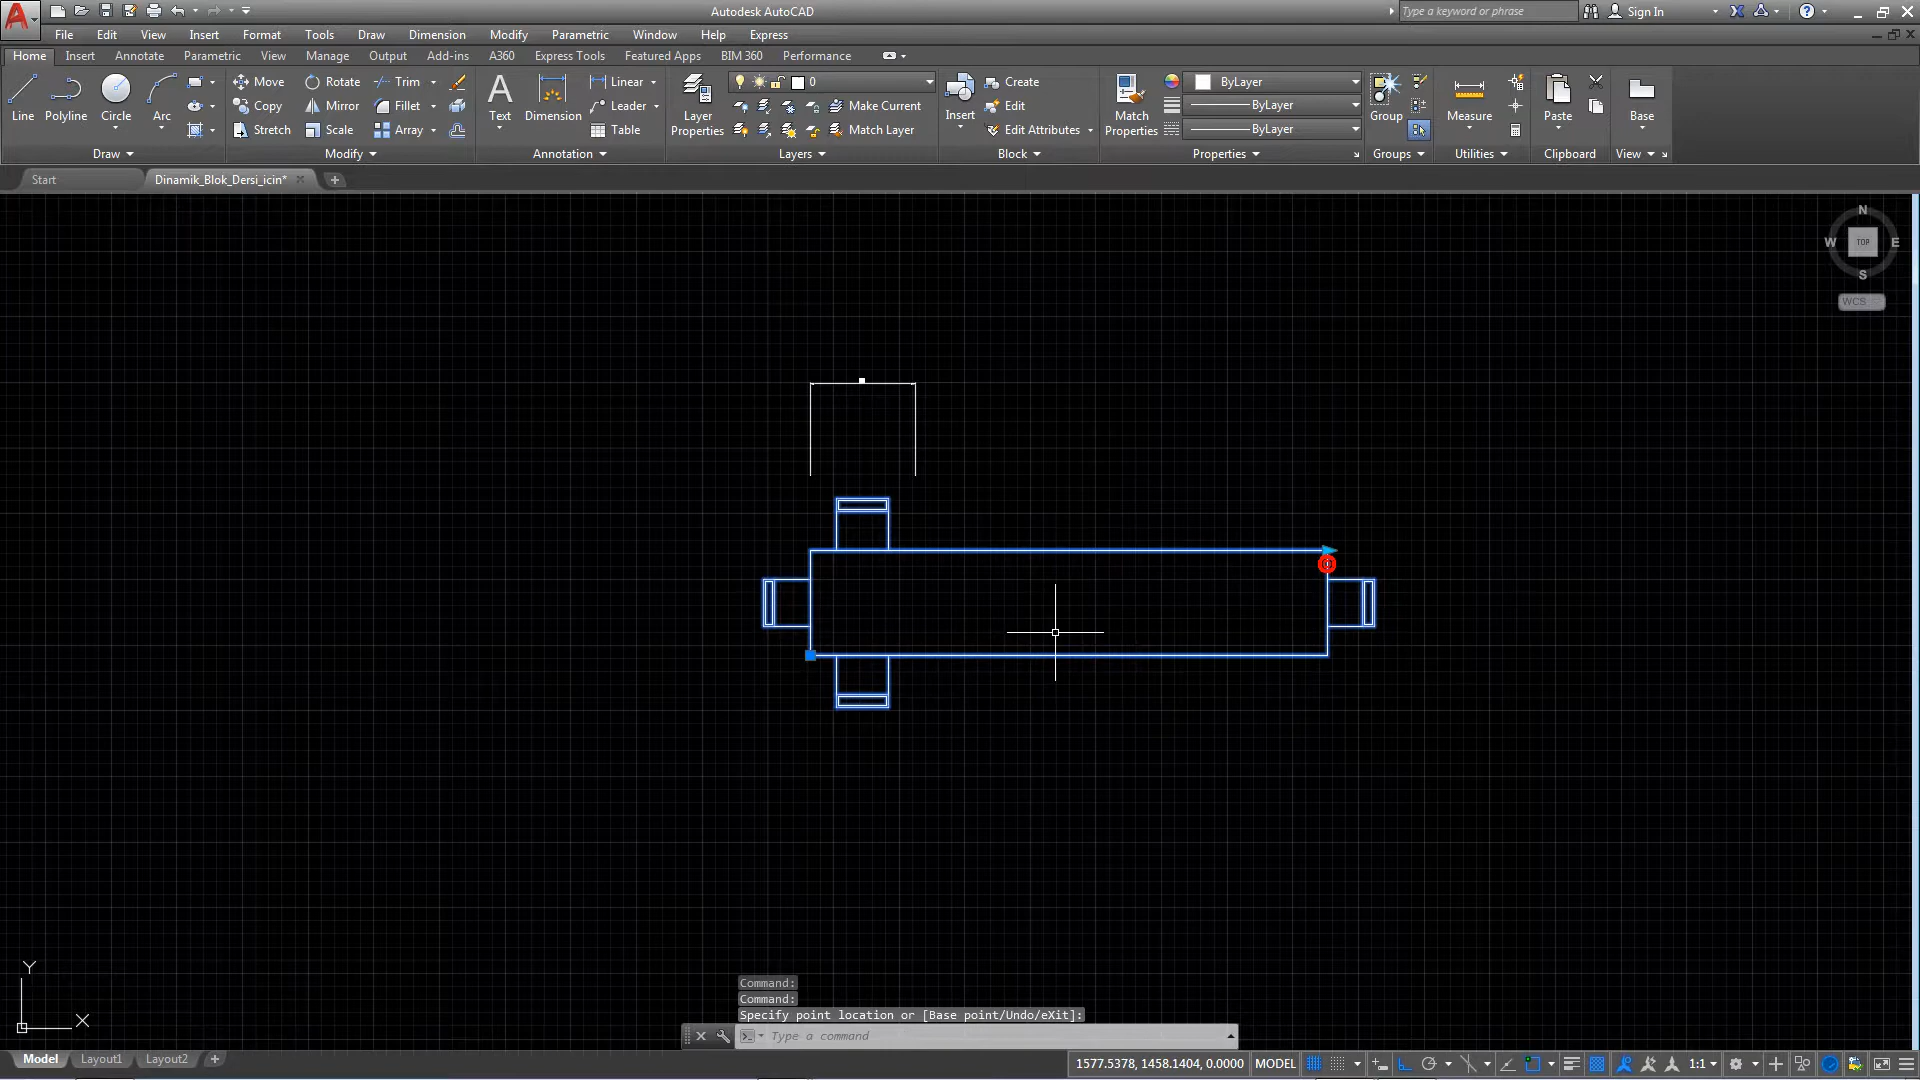 Autodesk AutoCAD
Type a keyword or phrase
Sign In
File Edit View Insert Format Tools Draw Dimension Modify Parametric Window Help Express
Home Insert Annotate Parametric View Manage Output Add-ins A360 Express Tools Featured Apps BIM 360 Performance
Line Polyline Circle Arc
Move Rotate Trim
Copy Mirror Fillet
Stretch Scale Array
Text Dimension
Linear
Leader
Table
Layer Properties
0
Make Current
Match Layer
Insert
Create
Edit
Edit Attributes
Match Properties
ByLayer
ByLayer
ByLayer
Group
Measure
Paste
Base
Draw Modify Annotation Layers Block Properties Groups Utilities Clipboard View
Start Dinamik_Blok_Dersi_icin*
N
W TOP E
S
WCS
Y
X
Command:
Command:
Specify point location or [Base point/Undo/eXit]:
Type a command
Model Layout1 Layout2
1577.5378, 1458.1404, 0.0000 MODEL 1:1